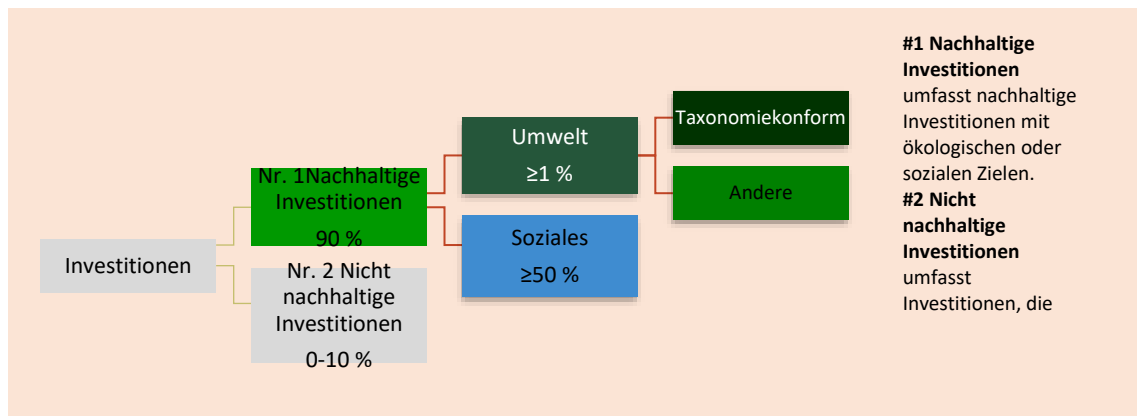 Investitionen
Nr. 1Nachhaltige
Investitionen
90 %
Nr. 2 Nicht
nachhaltige
Investitionen
0-10 %
Umwelt
≥1 %
Soziales
≥50 %
Taxonomiekonform
Andere
#1 Nachhaltige
Investitionen
umfasst nachhaltige
Investitionen mit
ökologischen oder
sozialen Zielen.
#2 Nicht
nachhaltige
Investitionen
umfasst
Investitionen, die